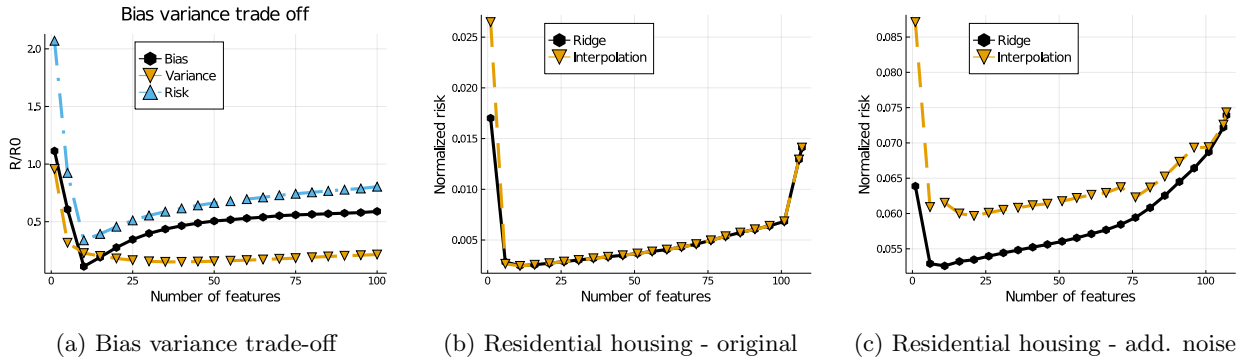 Bias variance trade off
2.0
1.5
1.0
0.5
R/R0
Bias
Variance
Risk
0
25
50
75
100
Number of features
(a) Bias variance trade-off
0.025
0.020
0.015
0.010
0.005
Normalized risk
Ridge
Interpolation
0
25
50
75
100
Number of features
(b) Residential housing - original
0.085
0.080
0.075
0.070
0.065
0.060
0.055
Normalized risk
Ridge
Interpolation
0
25
50
75
100
Number of features
(c) Residential housing - add. noise